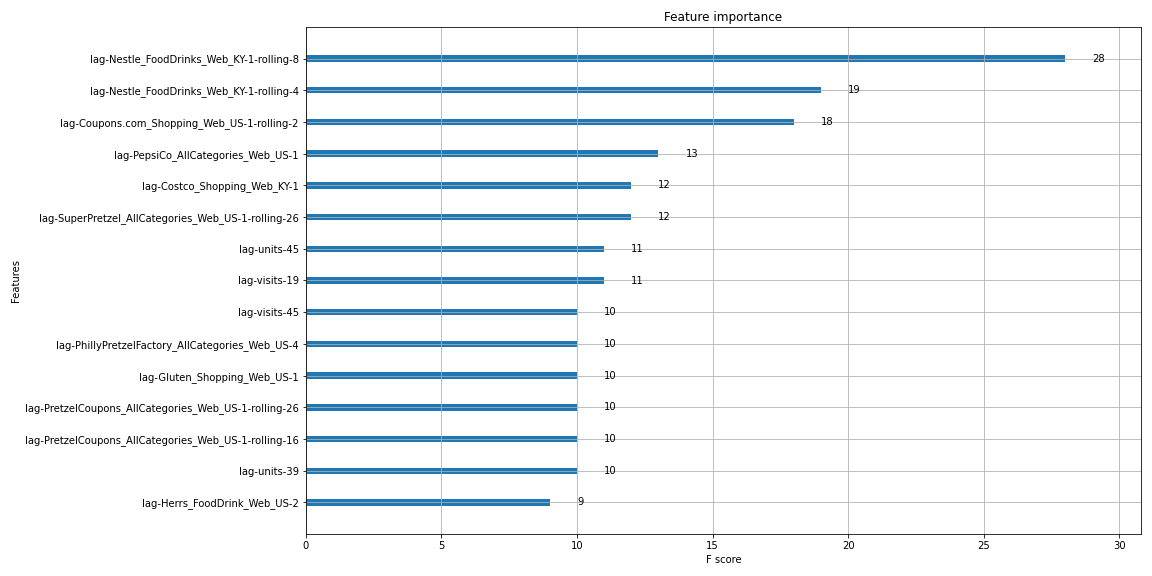 Feature importance
Features
lag-Nestle_FoodDrinks_Web_KY-1-rolling-8 28
lag-Nestle_FoodDrinks_Web_KY-1-rolling-4 19
lag-Coupons.com_Shopping_Web_US-1-rolling-2 18
lag-PepsiCo_AllCategories_Web_US-1 13
lag-Costco_Shopping_Web_KY-1 12
lag-SuperPretzel_AllCategories_Web_US-1-rolling-26 12
lag-units-45 11
lag-visits-19 11
lag-visits-45 10
lag-PhillyPretzelFactory_AllCategories_Web_US-4 10
lag-Gluten_Shopping_Web_US-1 10
lag-PretzelCoupons_AllCategories_Web_US-1-rolling-26 10
lag-PretzelCoupons_AllCategories_Web_US-1-rolling-16 10
lag-units-39 10
lag-Herrs_FoodDrink_Web_US-2 9
0 5 10 15 20 25 30
F score